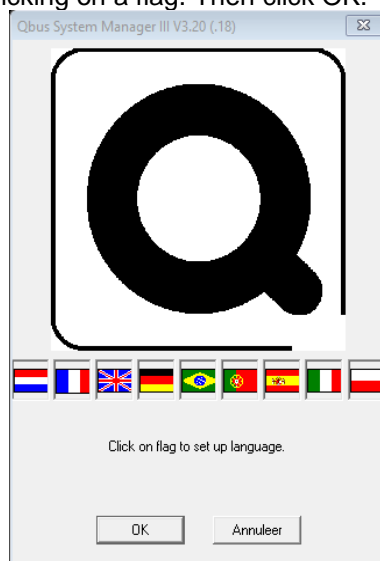 icking on a flag. Then click OK.
Qbus System Manager III V3.20 (.18)
Click on flag to set up language.
OK Annuleer